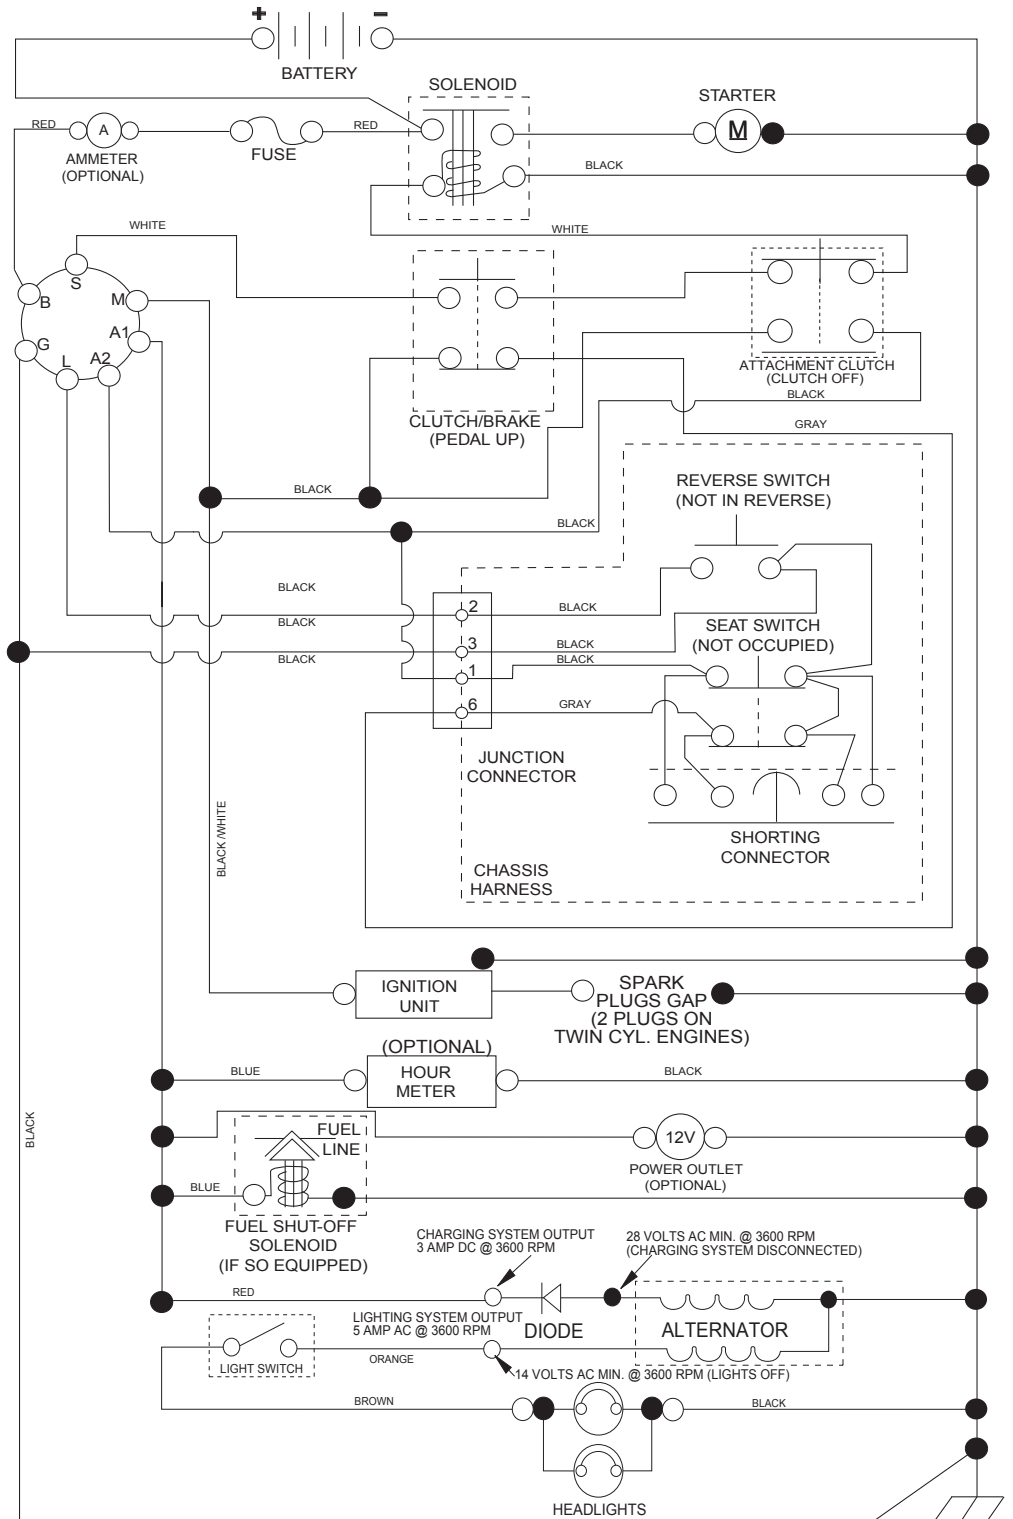 + −
BATTERY
SOLENOID
STARTER
RED
A
RED
M
AMMETER
(OPTIONAL)
FUSE
BLACK
WHITE
WHITE
S
B
M
G
A1
L
A2
ATTACHMENT CLUTCH
(CLUTCH OFF)
BLACK
CLUTCH/BRAKE
(PEDAL UP)
GRAY
REVERSE SWITCH
(NOT IN REVERSE)
BLACK
BLACK
BLACK
2
BLACK
BLACK
SEAT SWITCH
(NOT OCCUPIED)
3
BLACK
BLACK
BLACK
1
6
GRAY
JUNCTION
CONNECTOR
BLACK /WHITE
SHORTING
CONNECTOR
CHASSIS
HARNESS
IGNITION
UNIT
SPARK
PLUGS GAP
(2 PLUGS ON
TWIN CYL. ENGINES)
(OPTIONAL)
HOUR
METER
BLUE
BLACK
BLACK
FUEL
LINE
12V
POWER OUTLET
(OPTIONAL)
BLUE
FUEL SHUT-OFF
SOLENOID
(IF SO EQUIPPED)
CHARGING SYSTEM OUTPUT
3 AMP DC @ 3600 RPM
28 VOLTS AC MIN. @ 3600 RPM
(CHARGING SYSTEM DISCONNECTED)
RED
LIGHTING SYSTEM OUTPUT
5 AMP AC @ 3600 RPM
DIODE
ALTERNATOR
LIGHT SWITCH
ORANGE
14 VOLTS AC MIN. @ 3600 RPM (LIGHTS OFF)
BROWN
BLACK
HEADLIGHTS